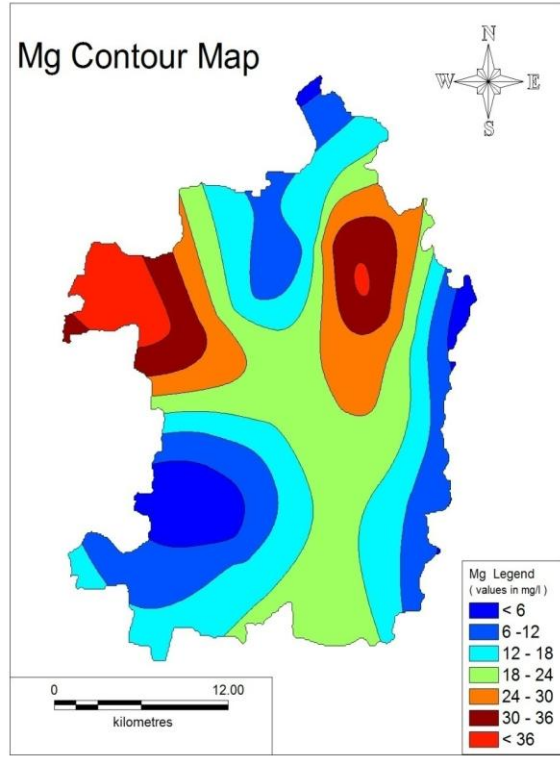 Mg Contour Map
N
W E
S
Mg Legend
( values in mg/l )
< 6
6 -12
12 - 18
18 - 24
24 - 30
30 - 36
< 36
0 12.00
kilometres